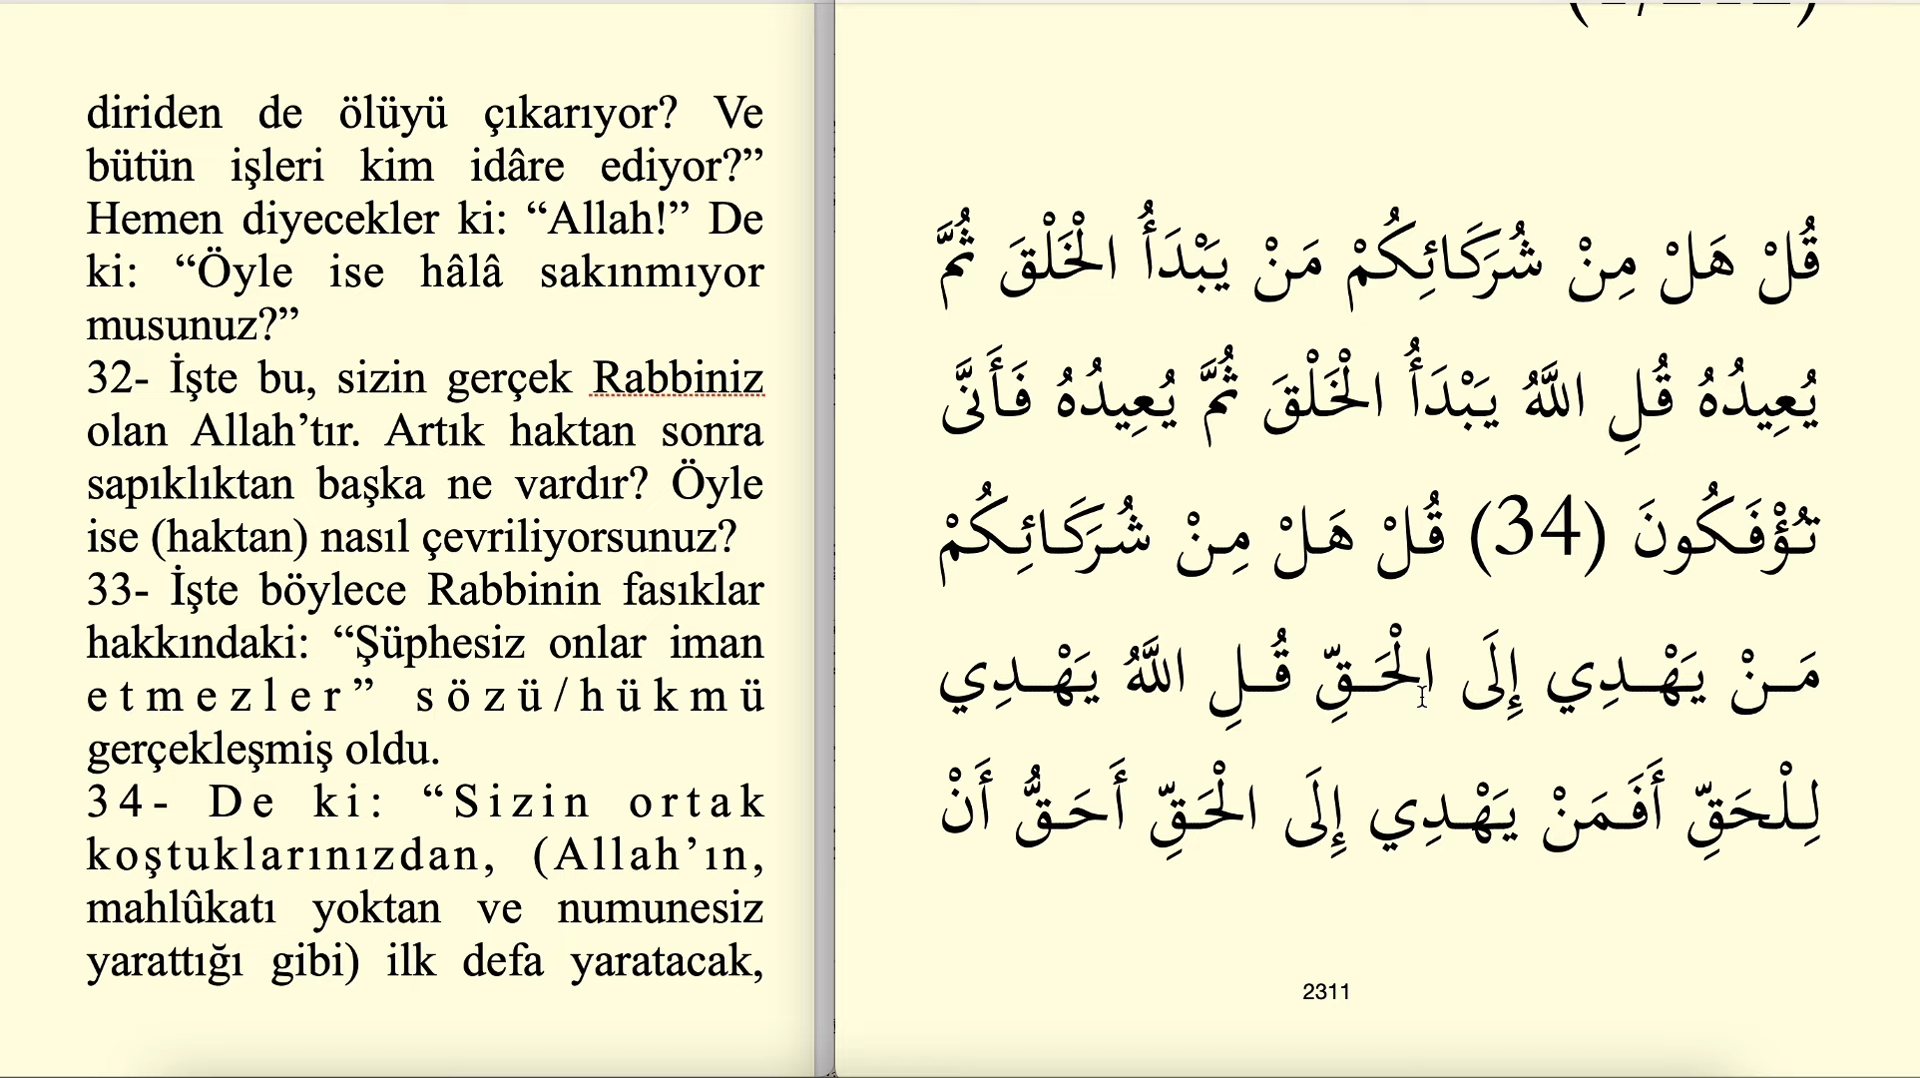 diriden de ölüyü çıkarıyor? Ve
bütün işleri kim idâre ediyor?”
Hemen diyecekler ki: “Allah!” De
ki: “Öyle ise hâlâ sakınmıyor
musunuz?”
32- İşte bu, sizin gerçek Rabbiniz
olan Allah’tır. Artık haktan sonra
sapıklıktan başka ne vardır? Öyle
ise (haktan) nasıl çevriliyorsunuz?
33- İşte böylece Rabbinin fasıklar
hakkındaki: “Şüphesiz onlar iman
etmezler” sözü/hükmü
gerçekleşmiş oldu.
34- De ki: “Sizin ortak
koştuklarınızdan, (Allah’ın,
mahlûkatı yoktan ve numunesiz
yarattığı gibi) ilk defa yaratacak,
قُلْ هَلْ مِنْ شُرَكَائِكُمْ مَنْ يَبْدَأُ الْخَلْقَ ثُمَّ
يُعِيدُهُ قُلِ اللَّهُ يَبْدَأُ الْخَلْقَ ثُمَّ يُعِيدُهُ فَأَنَّى
تُؤْفَكُونَ (34) قُلْ هَلْ مِنْ شُرَكَائِكُمْ
مَنْ يَهْدِي إِلَى الْحَقِّ قُلِ اللَّهُ يَهْدِي
لِلْحَقِّ أَفَمَنْ يَهْدِي إِلَى الْحَقِّ أَحَقُّ أَنْ
2311